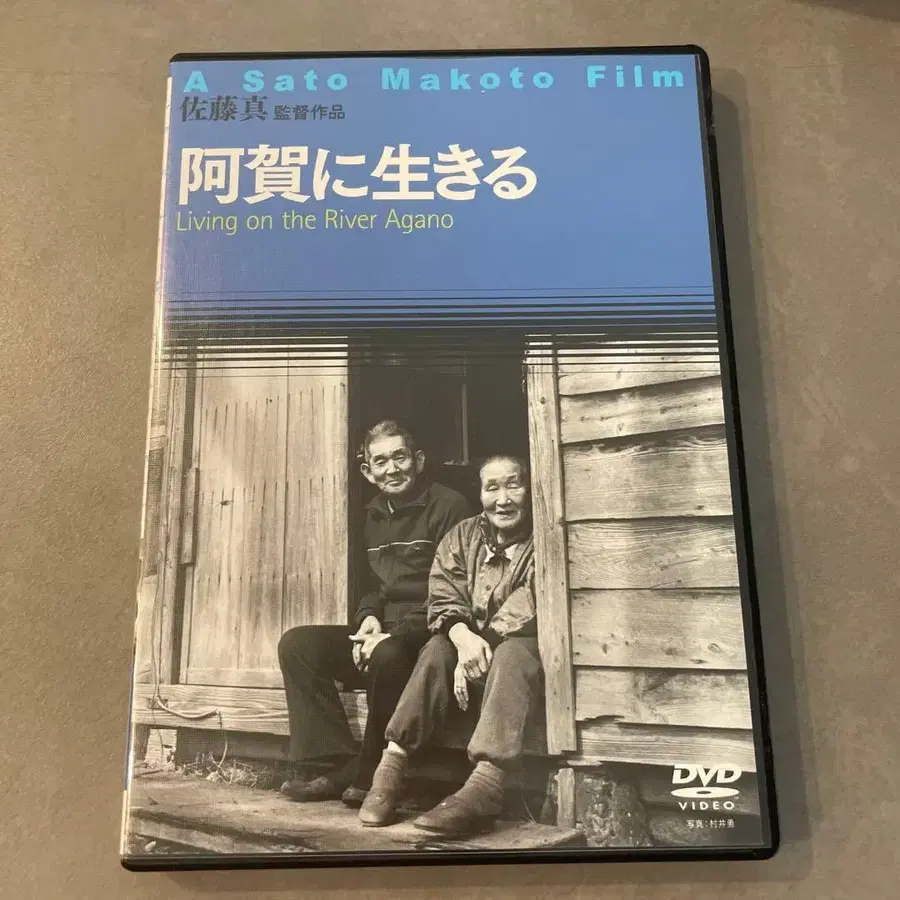 A Sato Makoto Film
佐藤真 監督作品
阿賀に生きる
Living on the River Agano
DVD
VIDEO
写真:村井勇